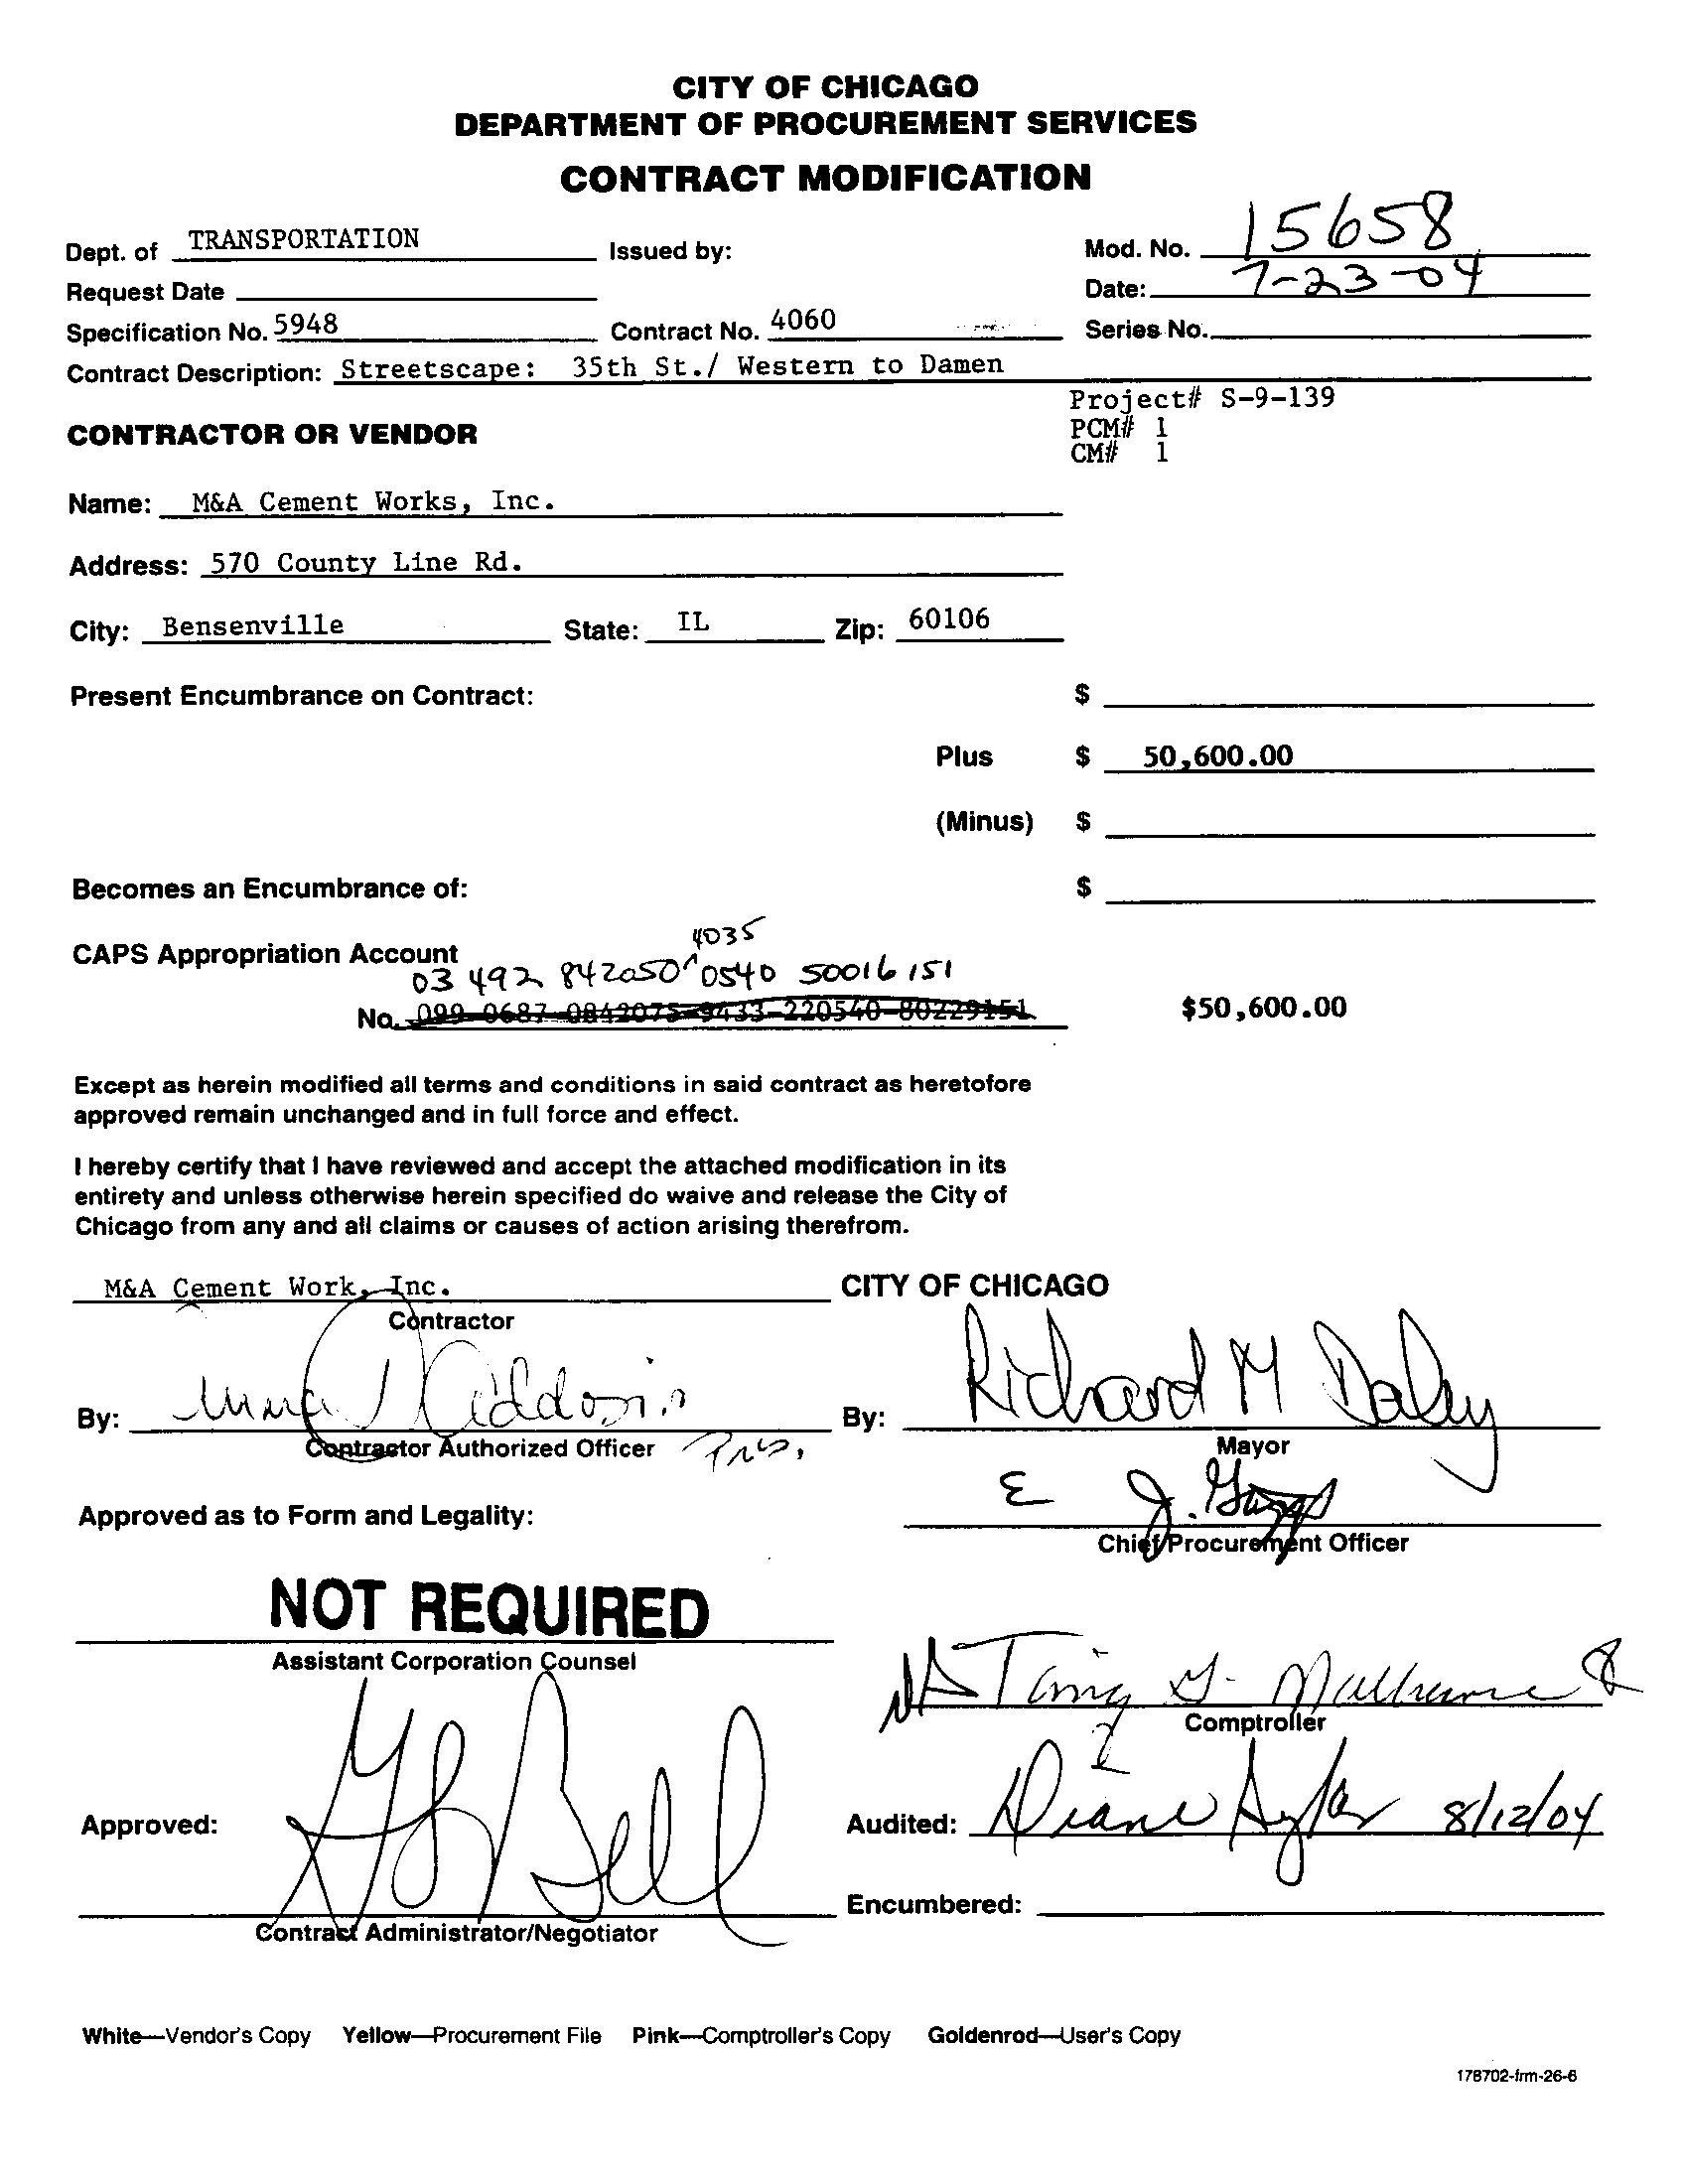 CITY OF CHICAGO
DEPARTMENT OF PROCUREMENT SERVICES
CONTRACT MODIFICATION
Dept. of TRANSPORTATION Issued by: Mod. No. 15658
Request Date Date: 7-23-04
Specification No. 5948 Contract No. 4060 Series No.
Contract Description: Streetscape: 35th St./ Western to Damen
Project# S-9-139
CONTRACTOR OR VENDOR PCM# 1
CM# 1
Name: M&A Cement Works, Inc.
Address: 570 County Line Rd.
City: Bensenville State: IL Zip: 60106
Present Encumbrance on Contract: $
Plus $ 50,600.00
(Minus) $
Becomes an Encumbrance of: $
4035
CAPS Appropriation Account
03 492 842050^0540 50016 151
No. 099-0687-0842075-9433-220540-80229151 $50,600.00
Except as herein modified all terms and conditions in said contract as heretofore
approved remain unchanged and in full force and effect.
I hereby certify that I have reviewed and accept the attached modification in its
entirety and unless otherwise herein specified do waive and release the City of
Chicago from any and all claims or causes of action arising therefrom.
M&A Cement Work, Inc. CITY OF CHICAGO
Contractor
By: By: Richard M Daley
Contractor Authorized Officer Pres. Mayor
Approved as to Form and Legality:
Chief Procurement Officer
NOT REQUIRED
Assistant Corporation Counsel
Comptroller
Approved: Bell Audited: Diane 8/12/04
Encumbered:
Contract Administrator/Negotiator
White—Vendor's Copy Yellow—Procurement File Pink—Comptroller's Copy Goldenrod—User's Copy
178702-frm-26-6